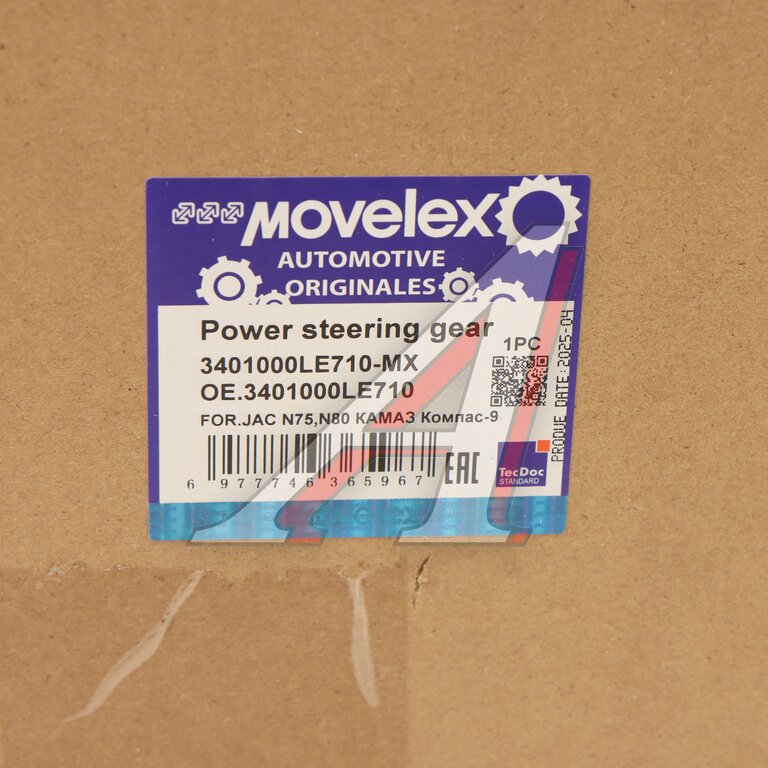 MOVELEX
AUTOMOTIVE
ORIGINALES
Power steering gear
1PC
3401000LE710-MX
OE.3401000LE710
FOR.JAC N75,N80 КАМАЗ Компас-9
6 977746 365967
EAC
TecDoc
STANDARD
PRODUE DATE:2025-04